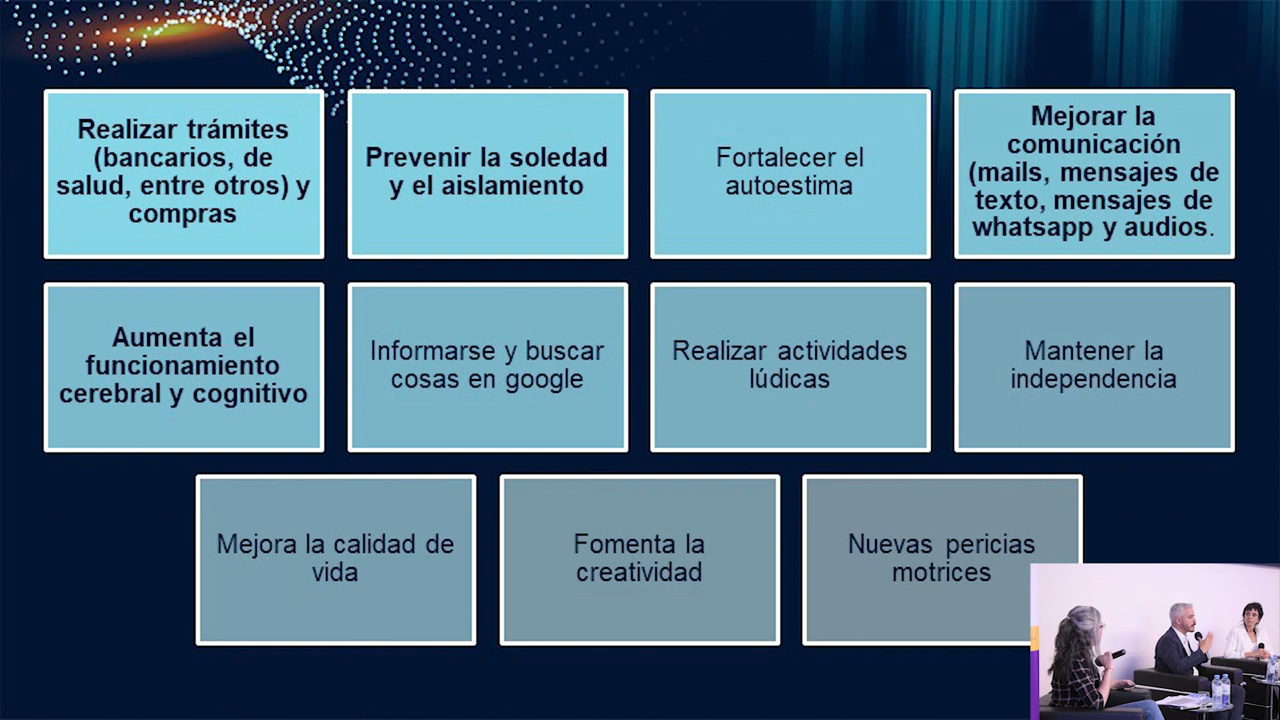 Realizar trámites
(bancarios, de
salud, entre otros) y
compras
Prevenir la soledad
y el aislamiento
Fortalecer el
autoestima
Mejorar la
comunicación
(mails, mensajes de
texto, mensajes de
whatsapp y audios.
Aumenta el
funcionamiento
cerebral y cognitivo
Informarse y buscar
cosas en google
Realizar actividades
lúdicas
Mantener la
independencia
Mejora la calidad de
vida
Fomenta la
creatividad
Nuevas pericias
motrices